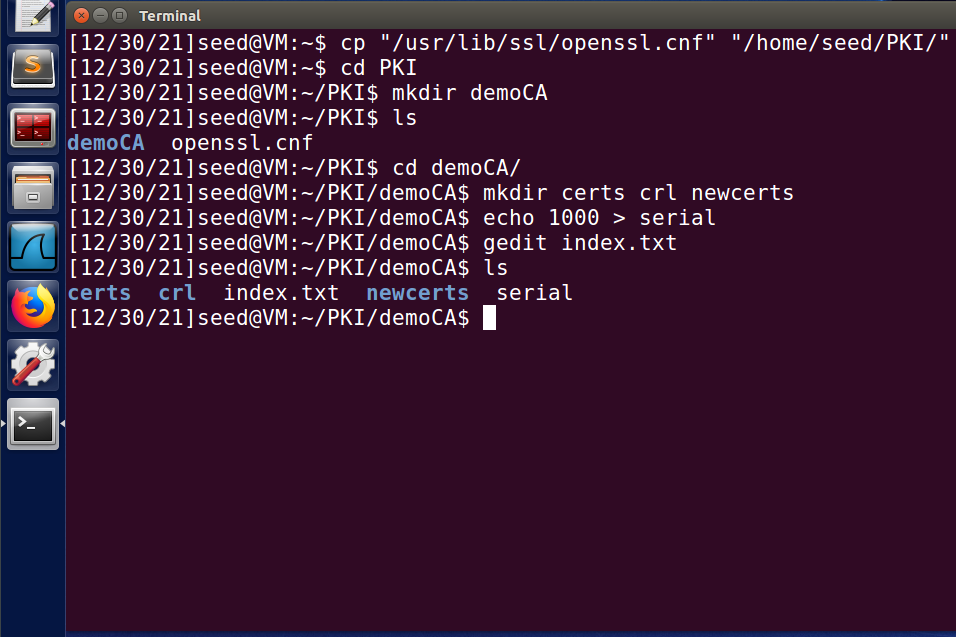 Terminal
[12/30/21]seed@VM:~$ cp "/usr/lib/ssl/openssl.cnf" "/home/seed/PKI/"
[12/30/21]seed@VM:~$ cd PKI
[12/30/21]seed@VM:~/PKI$ mkdir demoCA
[12/30/21]seed@VM:~/PKI$ ls
demoCA  openssl.cnf
[12/30/21]seed@VM:~/PKI$ cd demoCA/
[12/30/21]seed@VM:~/PKI/demoCA$ mkdir certs crl newcerts
[12/30/21]seed@VM:~/PKI/demoCA$ echo 1000 > serial
[12/30/21]seed@VM:~/PKI/demoCA$ gedit index.txt
[12/30/21]seed@VM:~/PKI/demoCA$ ls
certs  crl  index.txt  newcerts  serial
[12/30/21]seed@VM:~/PKI/demoCA$